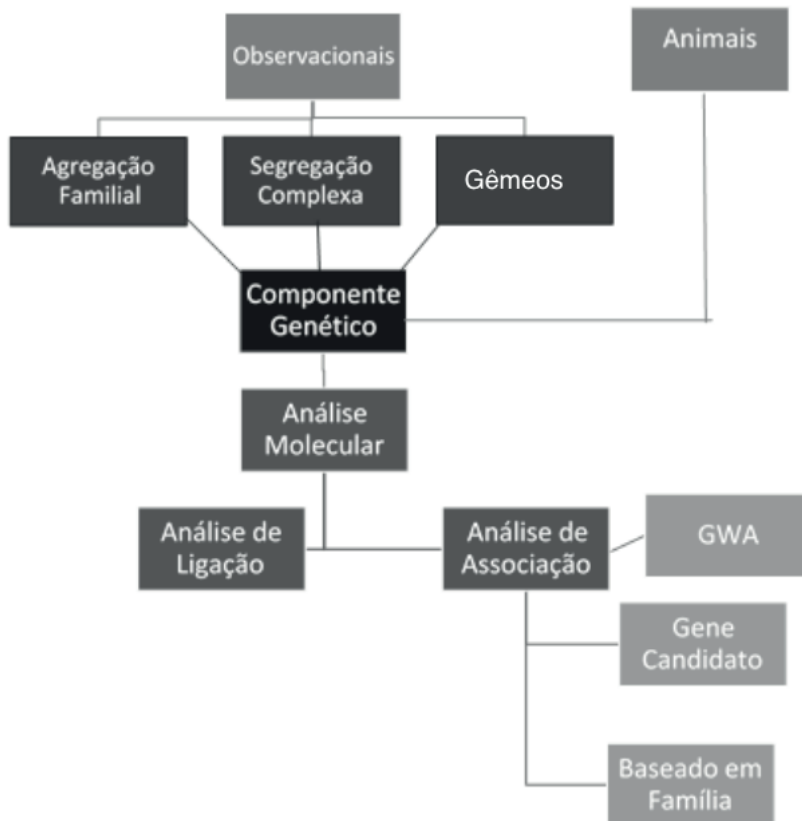 Observacionais
Animais
Agregação
Familial
Segregação
Complexa
Gêmeos
Componente
Genético
Análise
Molecular
Análise de
Ligação
Análise de
Associação
GWA
Gene
Candidato
Baseado em
Família